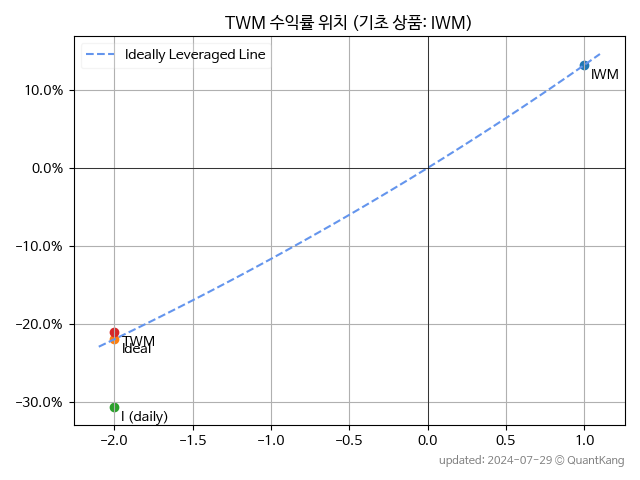 TWM 수익률 위치 (기초 상품: IWM)
Ideally Leveraged Line
10.0%
0.0%
−10.0%
−20.0%
−30.0%
IWM
TWM
Ideal
I (daily)
−2.0 −1.5 −1.0 −0.5 0.0 0.5 1.0
updated: 2024-07-29 © QuantKang